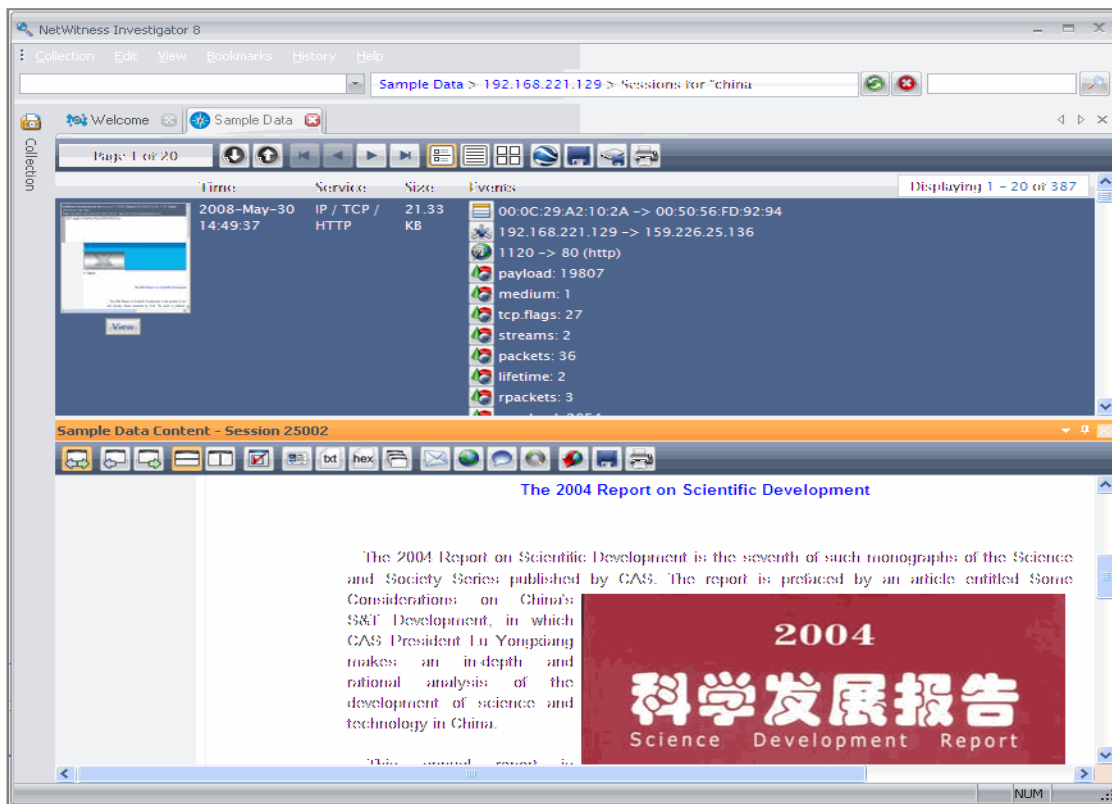 NetWitness Investigator 8
Collection Edit View Bookmarks History Help
Sample Data > 192.168.221.129 > Sessions for "china
Collection
Welcome
Sample Data
Page 1 of 20
Time Service Size Events
Displaying 1 - 20 of 387
2008-May-30 14:49:37
IP / TCP / HTTP
21.33 KB
View
00:0C:29:A2:10:2A -> 00:50:56:FD:92:94
192.168.221.129 -> 159.226.25.136
1120 -> 80 (http)
payload: 19807
medium: 1
tcp.flags: 27
streams: 2
packets: 36
lifetime: 2
rpackets: 3
Sample Data Content - Session 25002
txt hex
The 2004 Report on Scientific Development
The 2004 Report on Scientific Development is the seventh of such monographs of the Science
and Society Series published by CAS. The report is prefaced by an article entitled Some
Considerations on China's
S&T Development, in which
CAS President Lu Yongxiang
makes an in-depth and
rational analysis of the
development of science and
technology in China.
This annual report is
2004
科学发展报告
Science Development Report
NUM